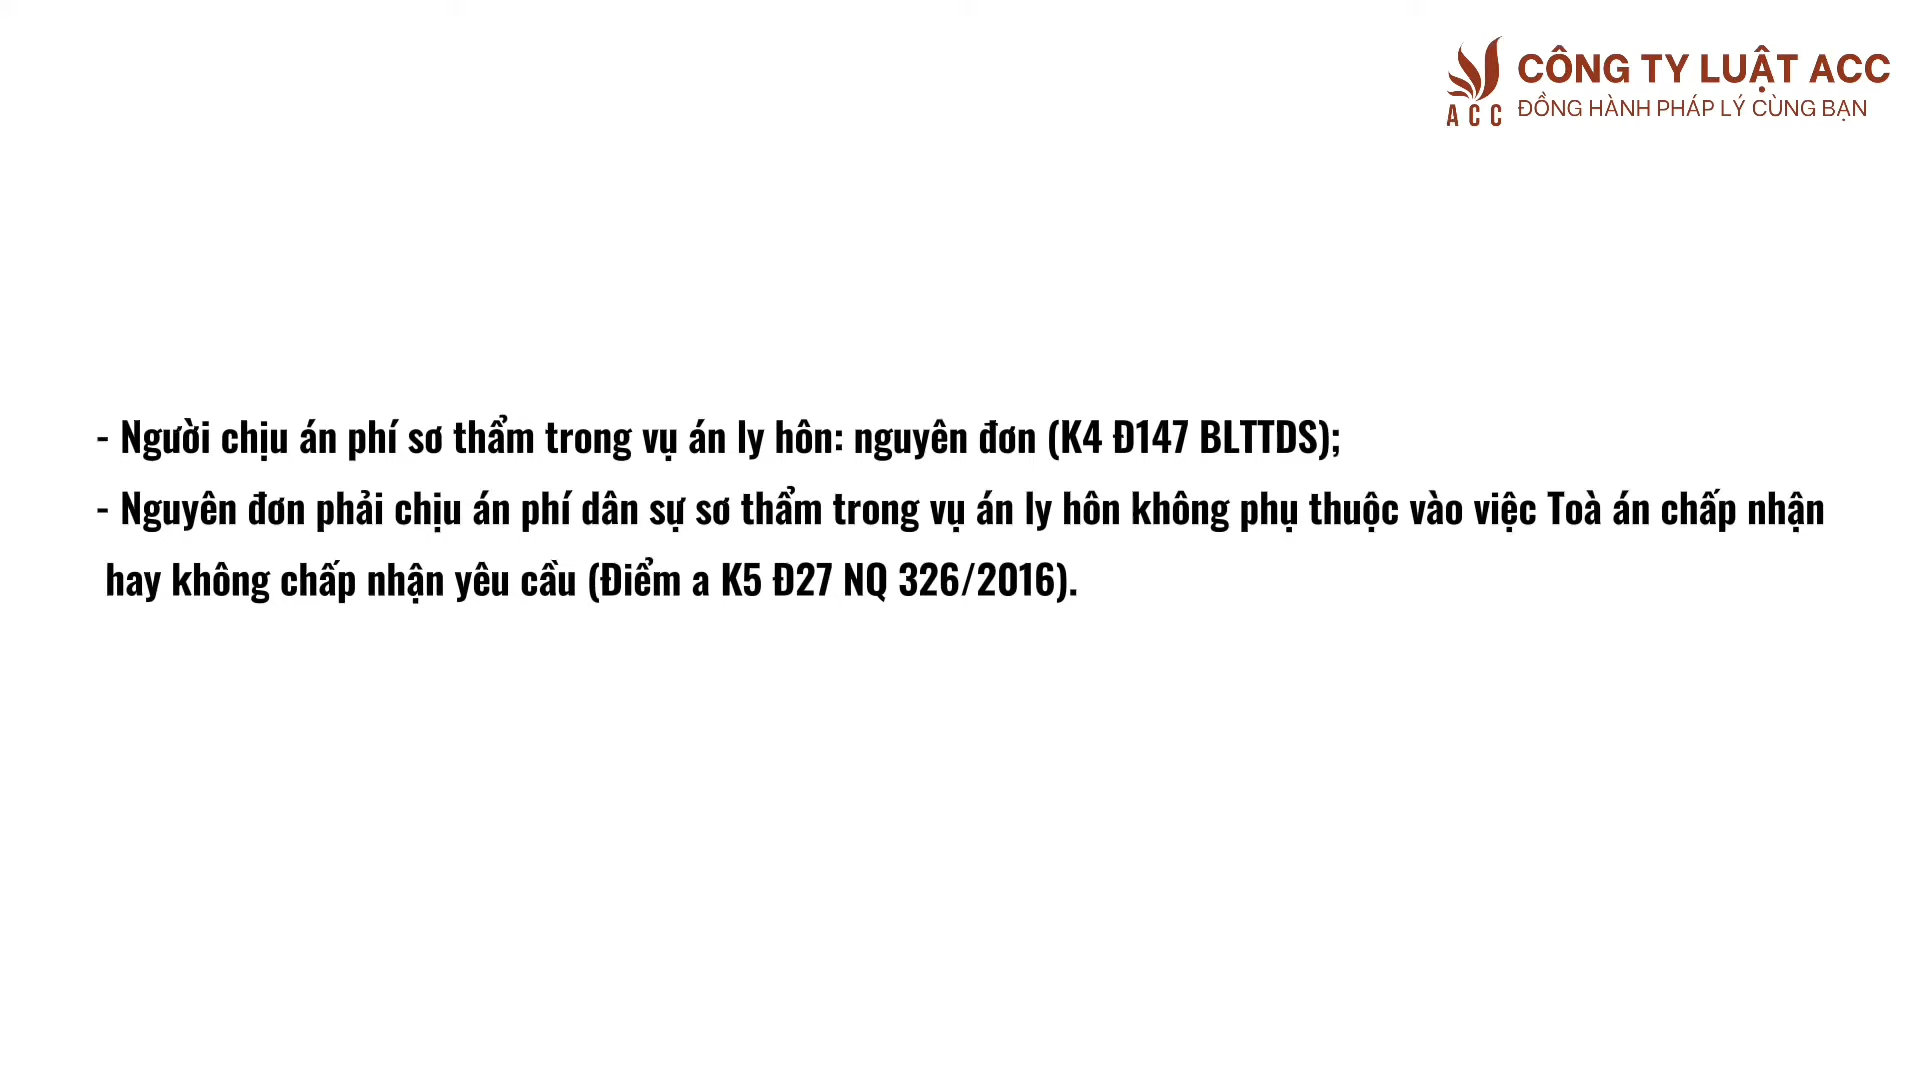 CÔNG TY LUẬT ACC
ACC
ĐỒNG HÀNH PHÁP LÝ CÙNG BẠN
- Người chịu án phí sơ thẩm trong vụ án ly hôn: nguyên đơn (K4 Đ147 BLTTDS);
- Nguyên đơn phải chịu án phí dân sự sơ thẩm trong vụ án ly hôn không phụ thuộc vào việc Toà án chấp nhận
hay không chấp nhận yêu cầu (Điểm a K5 Đ27 NQ 326/2016).